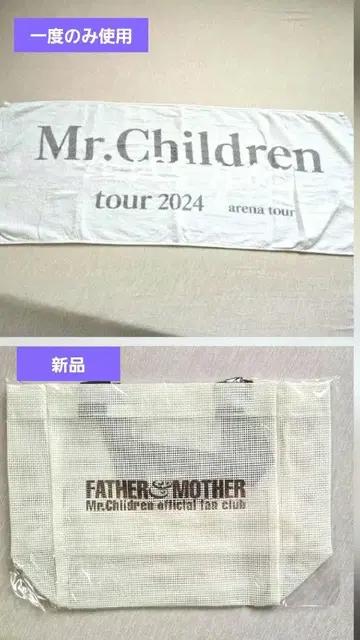 一度のみ使用
Mr.Children
tour 2024 arena tour
新品
FATHER & MOTHER
Mr.Children official fan club